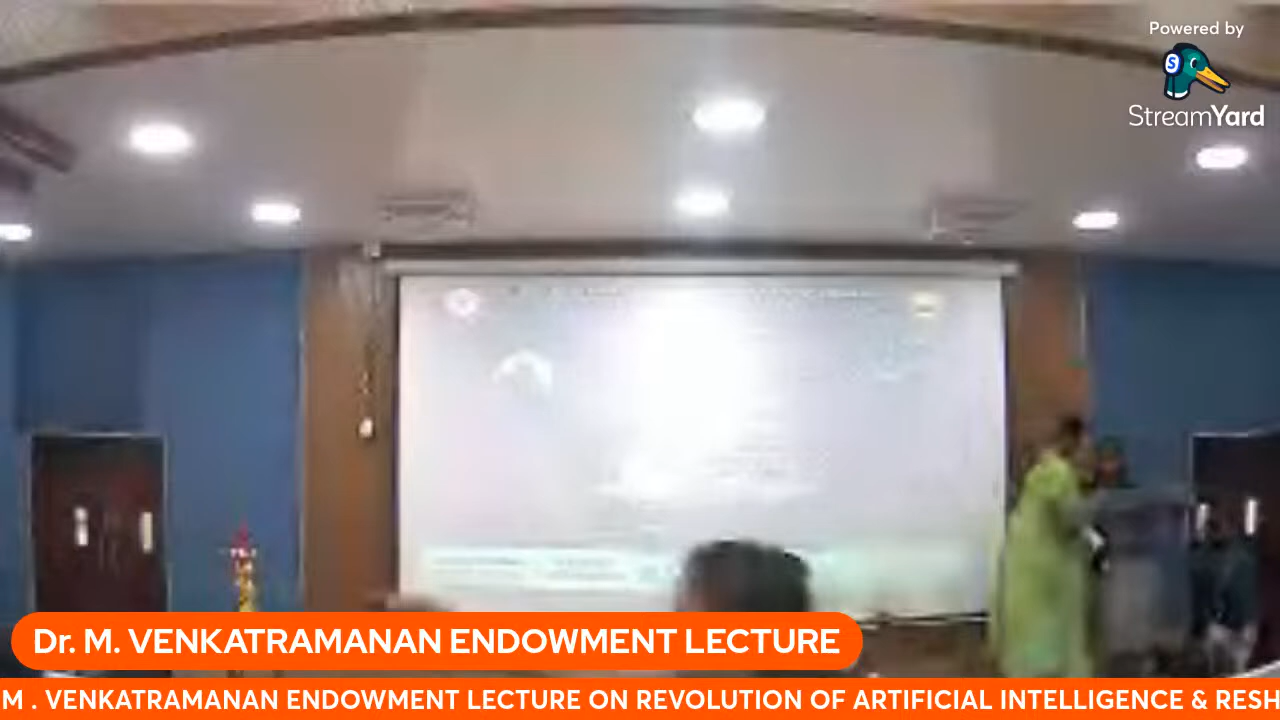 Powered by
StreamYard
Dr. M. VENKATRAMANAN ENDOWMENT LECTURE
M . VENKATRAMANAN ENDOWMENT LECTURE ON REVOLUTION OF ARTIFICIAL INTELLIGENCE & RESH